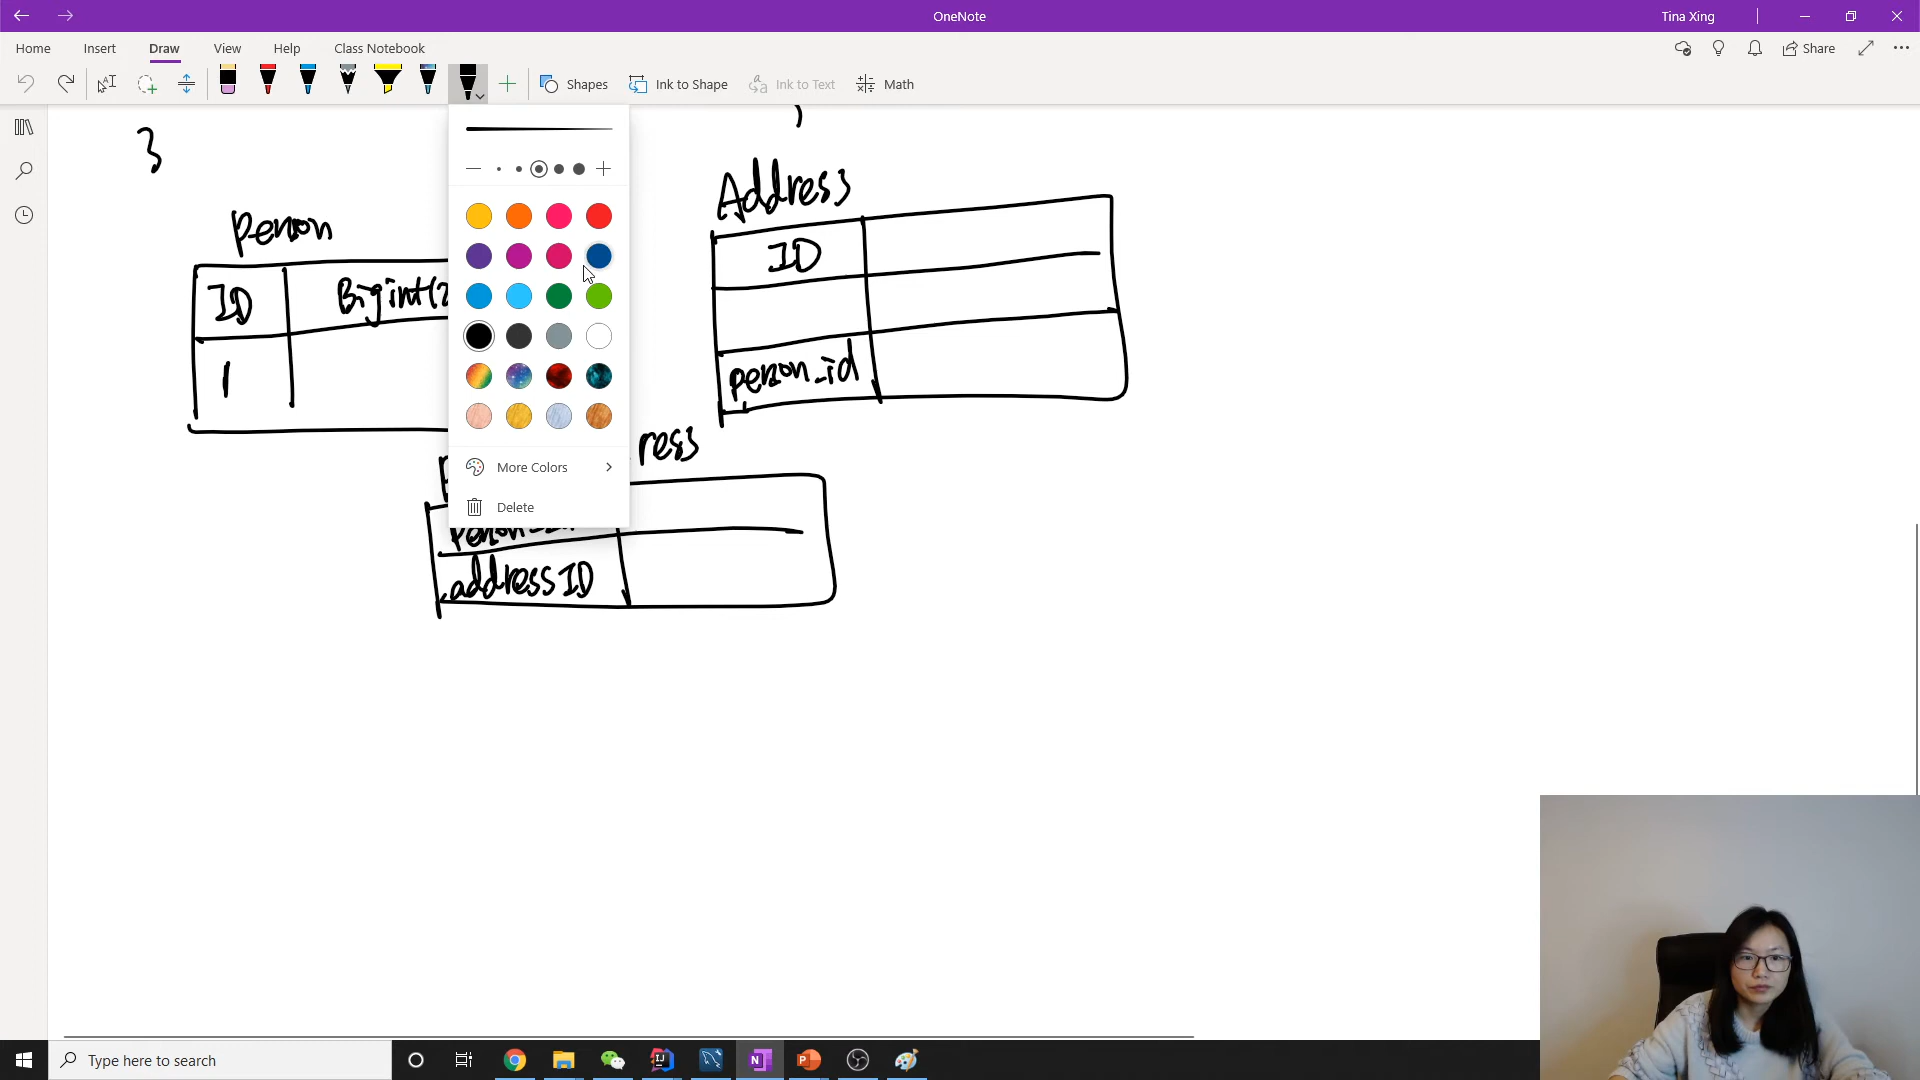 OneNote
Tina Xing
Home Insert Draw View Help Class Notebook
Share
Shapes
Ink to Shape
Ink to Text
Math
}
Person
ID Bigint(2
1
Address
ID
person_id
ress
addressID
More Colors
Delete
Type here to search